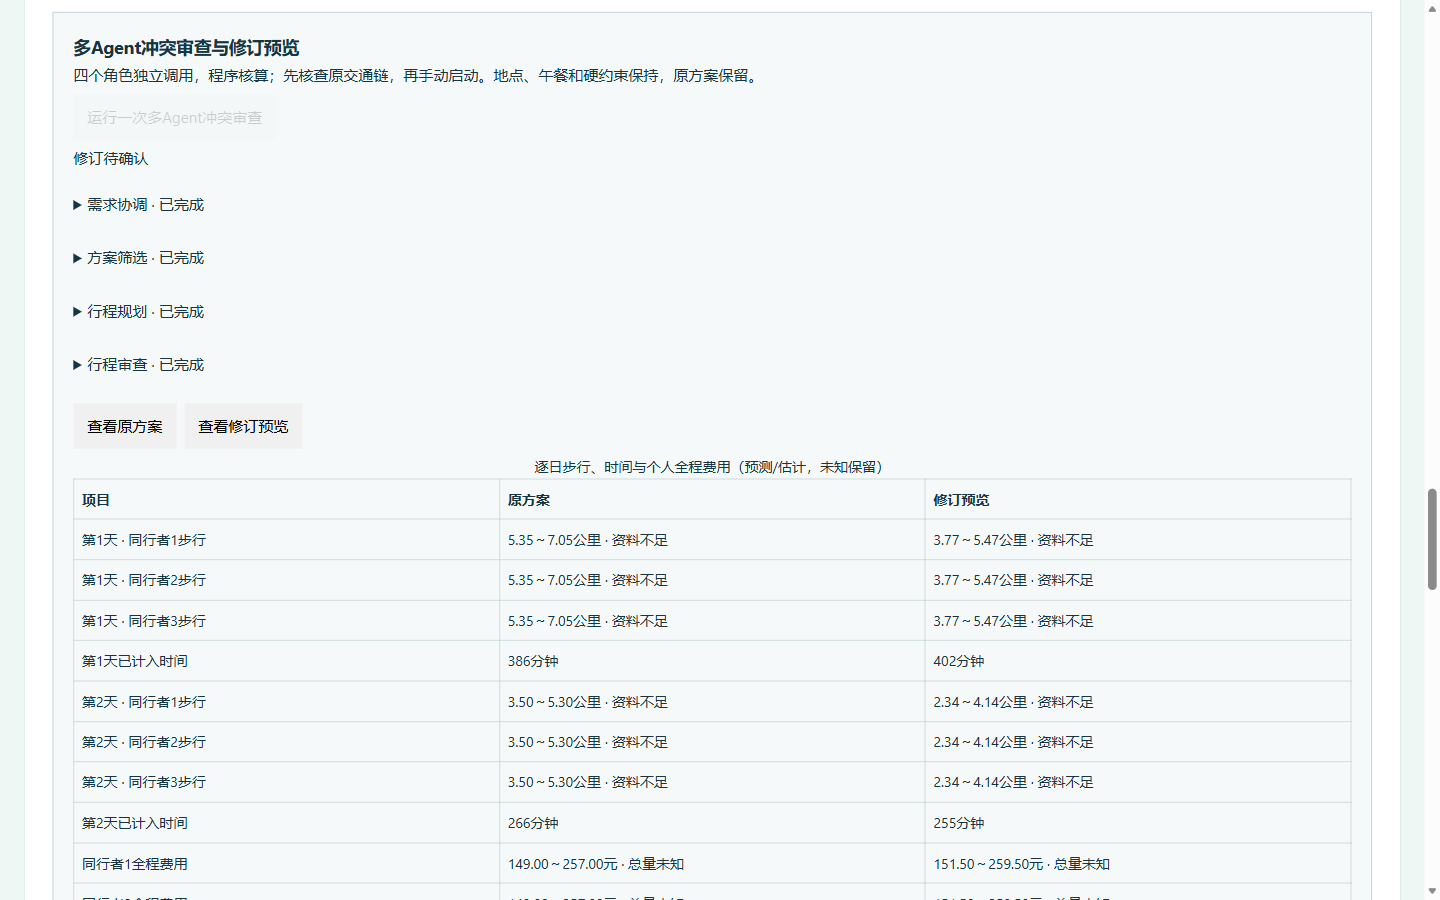 多Agent冲突审查与修订预览
四个角色独立调用，程序核算；先核查原交通链，再手动启动。地点、午餐和硬约束保持，原方案保留。
运行一次多Agent冲突审查
修订待确认
▶ 需求协调 · 已完成
▶ 方案筛选 · 已完成
▶ 行程规划 · 已完成
▶ 行程审查 · 已完成
查看原方案 查看修订预览
逐日步行、时间与个人全程费用（预测/估计，未知保留）
项目 原方案 修订预览
第1天 · 同行者1步行 5.35～7.05公里 · 资料不足 3.77～5.47公里 · 资料不足
第1天 · 同行者2步行 5.35～7.05公里 · 资料不足 3.77～5.47公里 · 资料不足
第1天 · 同行者3步行 5.35～7.05公里 · 资料不足 3.77～5.47公里 · 资料不足
第1天已计入时间 386分钟 402分钟
第2天 · 同行者1步行 3.50～5.30公里 · 资料不足 2.34～4.14公里 · 资料不足
第2天 · 同行者2步行 3.50～5.30公里 · 资料不足 2.34～4.14公里 · 资料不足
第2天 · 同行者3步行 3.50～5.30公里 · 资料不足 2.34～4.14公里 · 资料不足
第2天已计入时间 266分钟 255分钟
同行者1全程费用 149.00～257.00元 · 总量未知 151.50～259.50元 · 总量未知